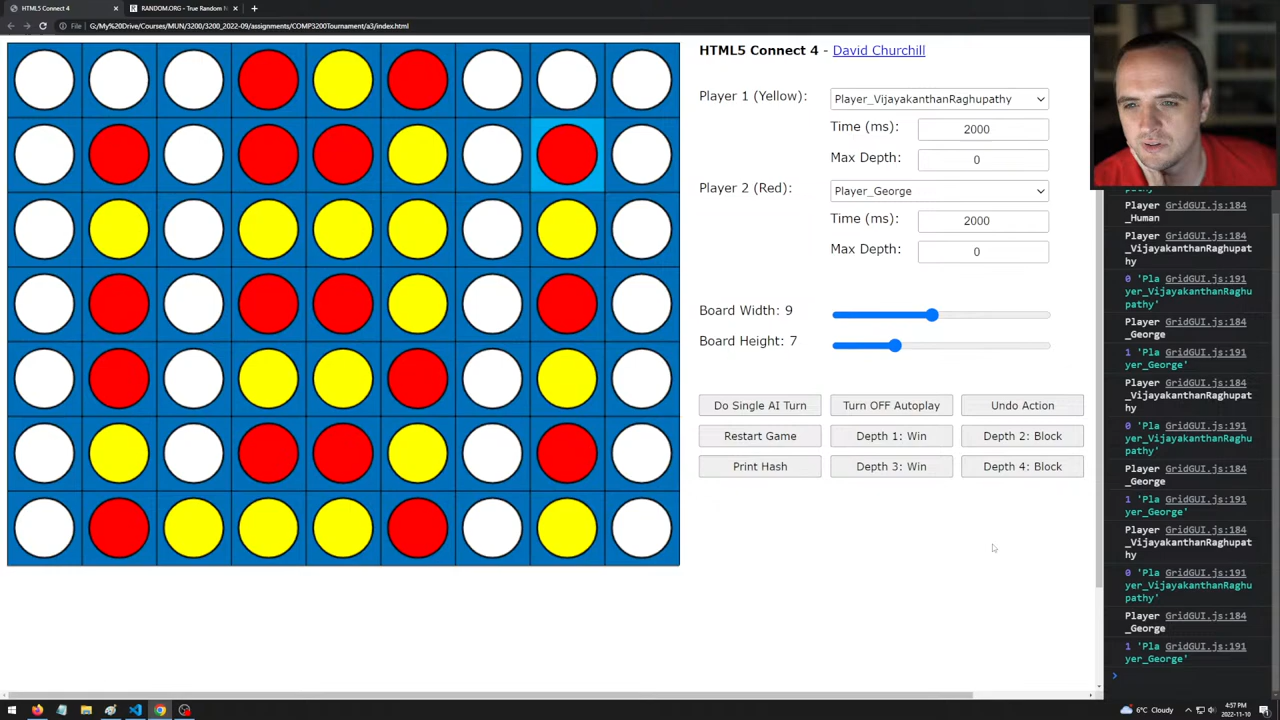 HTML5 Connect 4
RANDOM.ORG - True Random N
File
G:/My%20Drive/Courses/MUN/3200/3200_2022-09/assignments/COMP3200Tournament/a3/index.html
HTML5 Connect 4 - David Churchill
Player 1 (Yellow):
Player_VijayakanthanRaghupathy
Time (ms):
2000
Max Depth:
0
Player 2 (Red):
Player_George
Time (ms):
2000
Max Depth:
0
Board Width: 9
Board Height: 7
Do Single AI Turn
Turn OFF Autoplay
Undo Action
Restart Game
Depth 1: Win
Depth 2: Block
Print Hash
Depth 3: Win
Depth 4: Block
Player GridGUI.js:184
_Human
Player GridGUI.js:184
_VijayakanthanRaghupat
hy
0 'Pla GridGUI.js:191
yer_VijayakanthanRaghu
pathy'
Player GridGUI.js:184
_George
1 'Pla GridGUI.js:191
yer_George'
Player GridGUI.js:184
_VijayakanthanRaghupat
hy
0 'Pla GridGUI.js:191
yer_VijayakanthanRaghu
pathy'
Player GridGUI.js:184
_George
1 'Pla GridGUI.js:191
yer_George'
Player GridGUI.js:184
_VijayakanthanRaghupat
hy
0 'Pla GridGUI.js:191
yer_VijayakanthanRaghu
pathy'
Player GridGUI.js:184
_George
1 'Pla GridGUI.js:191
yer_George'
6°C Cloudy
4:57 PM
2022-11-10